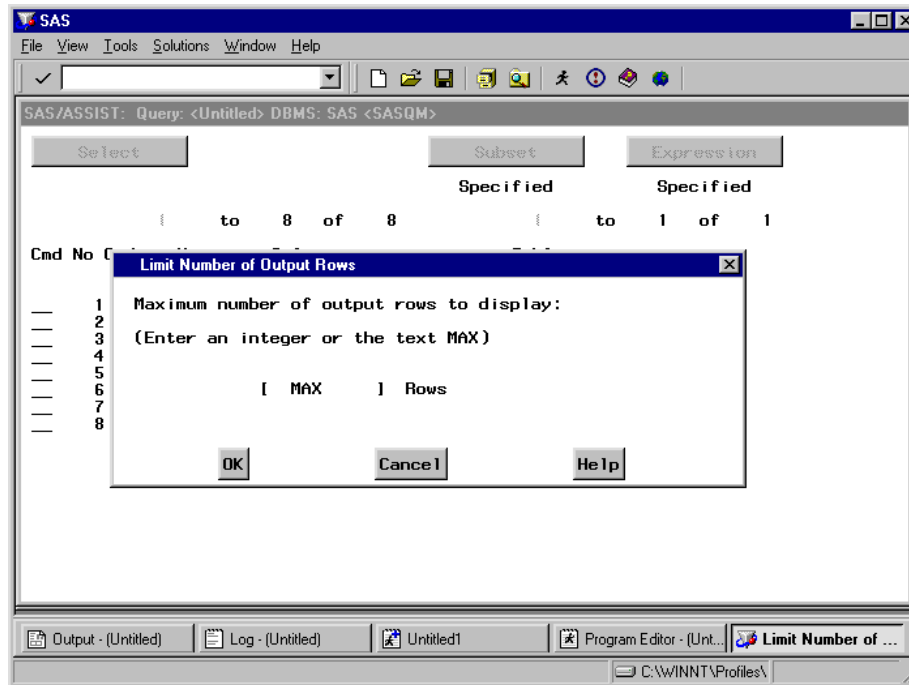 SAS
File View Tools Solutions Window Help
SAS/ASSIST: Query: <Untitled> DBMS: SAS <SASQM>
Select Subset Expression
Specified Specified
to 8 of 8 to 1 of 1
Cmd No
Limit Number of Output Rows
1 Maximum number of output rows to display:
2
3 (Enter an integer or the text MAX)
4
5
6 [ MAX ] Rows
7
8
OK Cancel Help
Output - (Untitled) Log - (Untitled) Untitled1 Program Editor - (Unt... Limit Number of ...
C:\WINNT\Profiles\